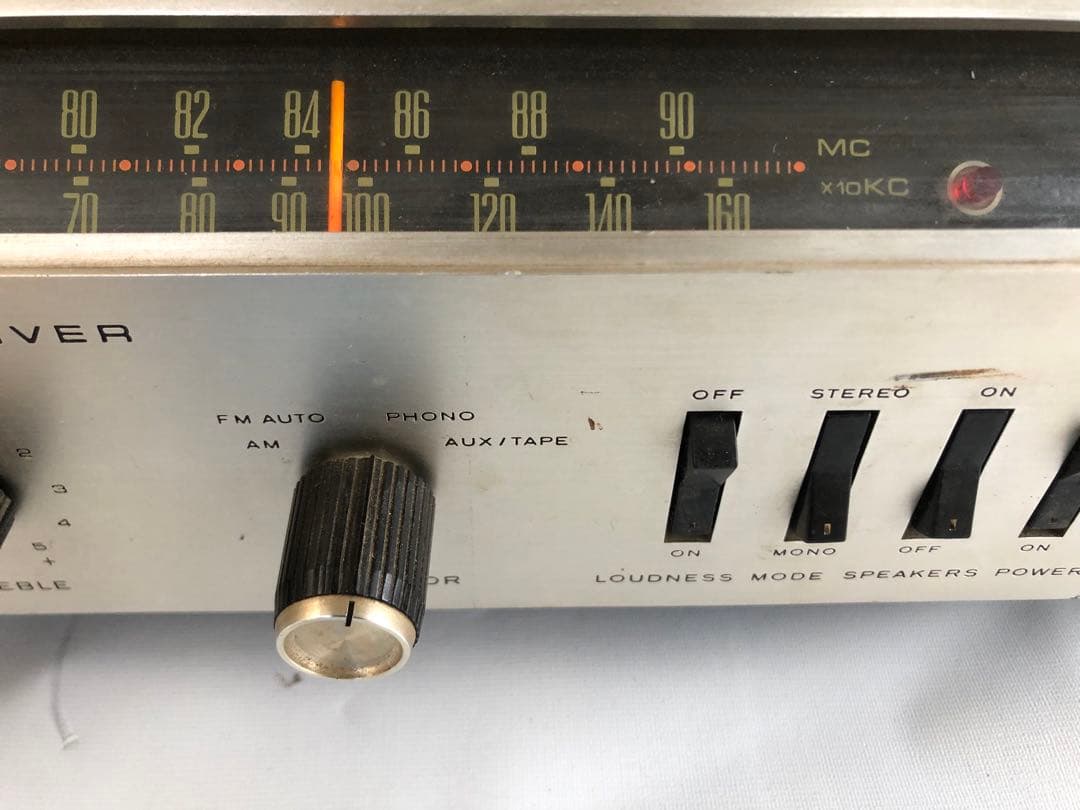 80 82 84 86 88 90 MC
70 80 90 100 120 140 160 x10KC
IVER
FM AUTO PHONO
AM AUX/TAPE
2
3
4
5
+
EBLE
OR
OFF STEREO ON
ON MONO OFF ON
LOUDNESS MODE SPEAKERS POWER